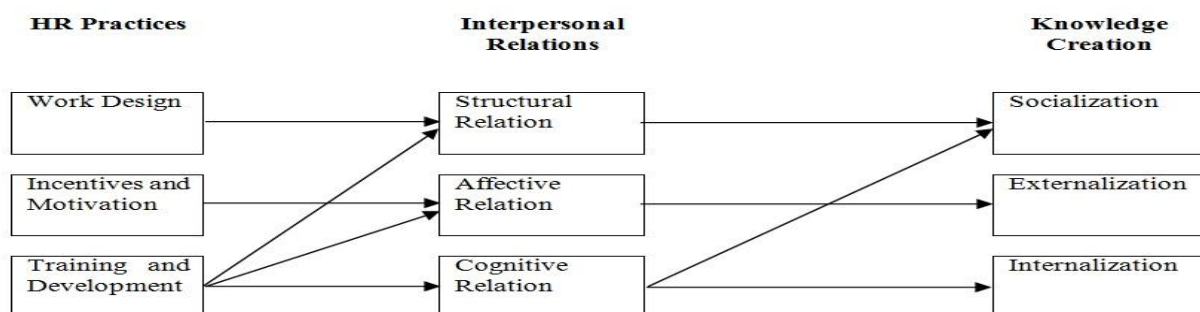 HR Practices
Interpersonal
Relations
Knowledge
Creation
Work Design
Structural
Relation
Socialization
Incentives and
Motivation
Affective
Relation
Externalization
Training and
Development
Cognitive
Relation
Internalization